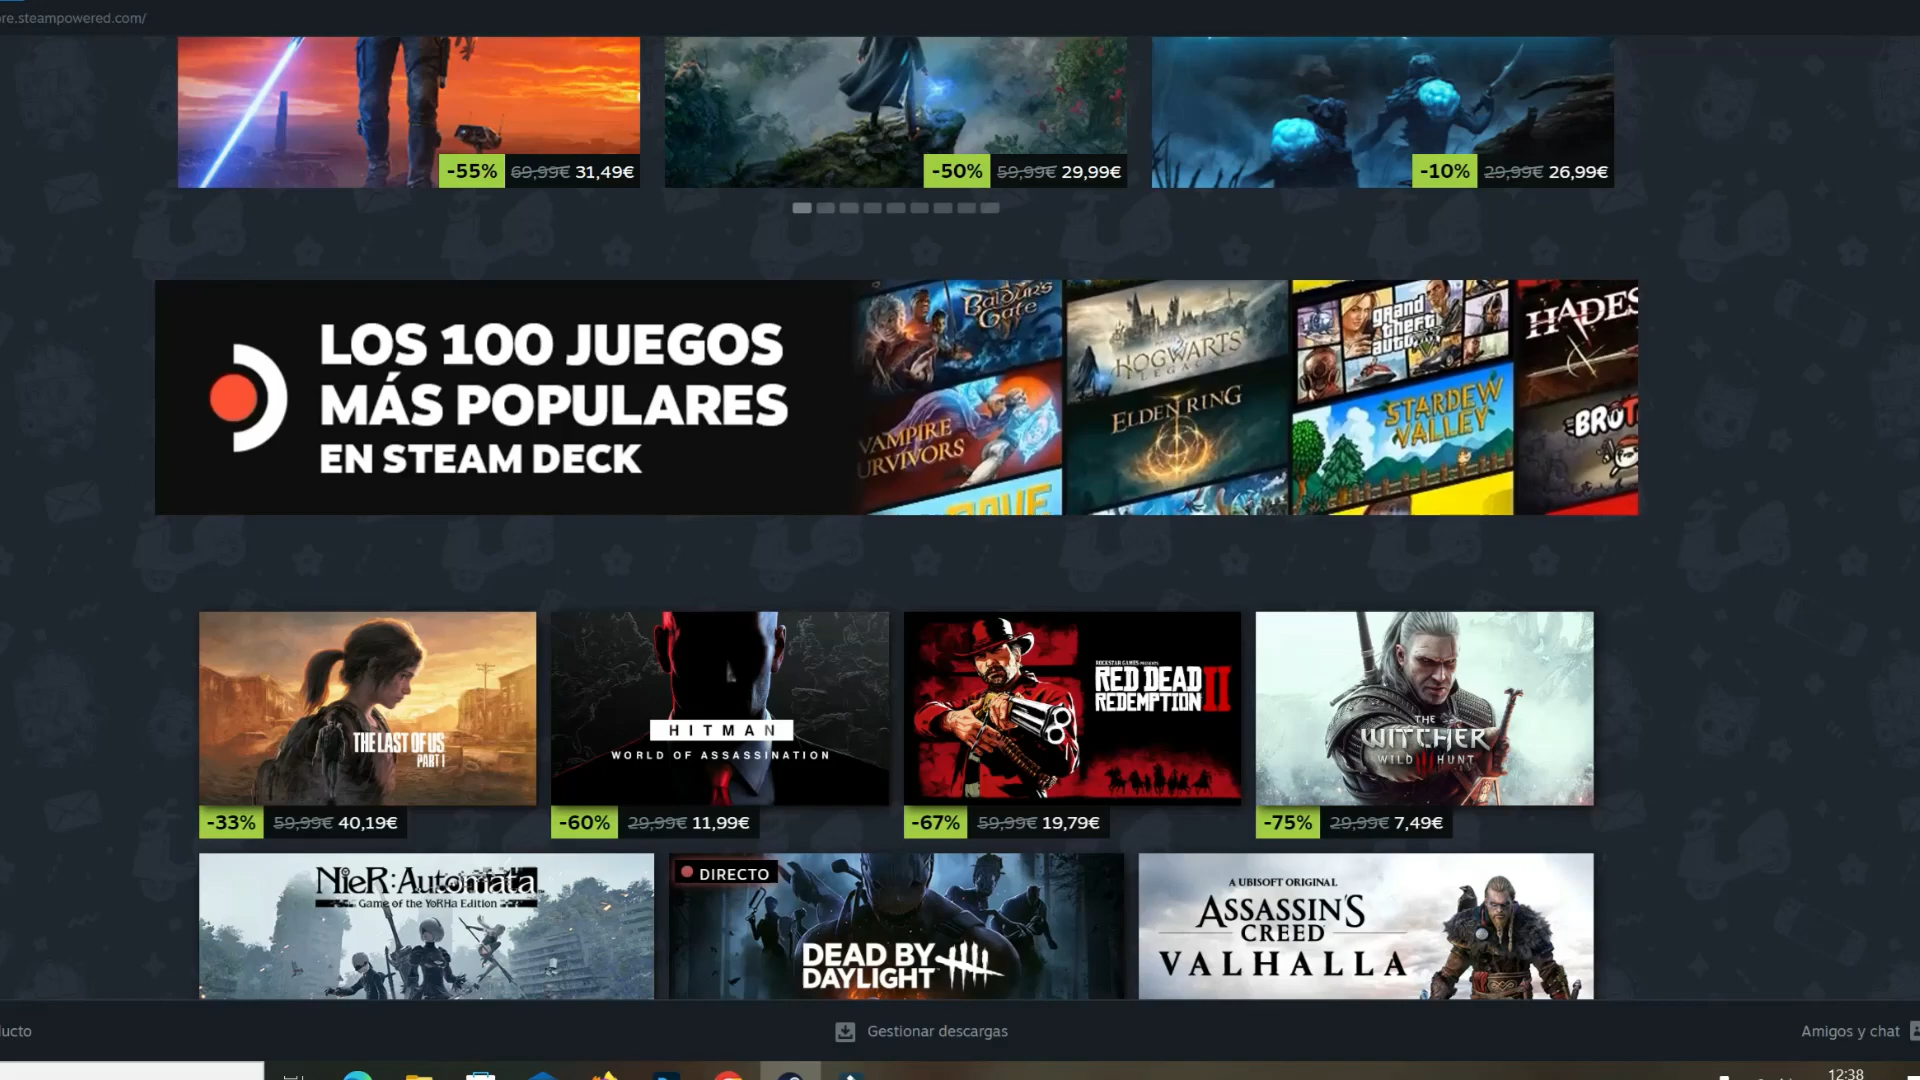 re.steampowered.com/
-55% 69,99€ 31,49€
-50% 59,99€ 29,99€
-10% 29,99€ 26,99€
LOS 100 JUEGOS
MÁS POPULARES
EN STEAM DECK
Baldur's
Gate
HOGWARTS
LEGACY
grand
theft
auto V
HADES
VAMPIRE
URVIVORS
ELDEN RING
STARDEW
VALLEY
BROT
AVE
THE LAST OF US
PART I
HITMAN
WORLD OF ASSASSINATION
ROCKSTAR GAMES PRESENTS
RED DEAD
REDEMPTION II
THE
WITCHER
WILD HUNT
-33% 59,99€ 40,19€
-60% 29,99€ 11,99€
-67% 59,99€ 19,79€
-75% 29,99€ 7,49€
NieR:Automata
Game of the YoRHa Edition
DIRECTO
DEAD BY
DAYLIGHT
A UBISOFT ORIGINAL
ASSASSIN'S
CREED
VALHALLA
ucto
Gestionar descargas
Amigos y chat
12:38